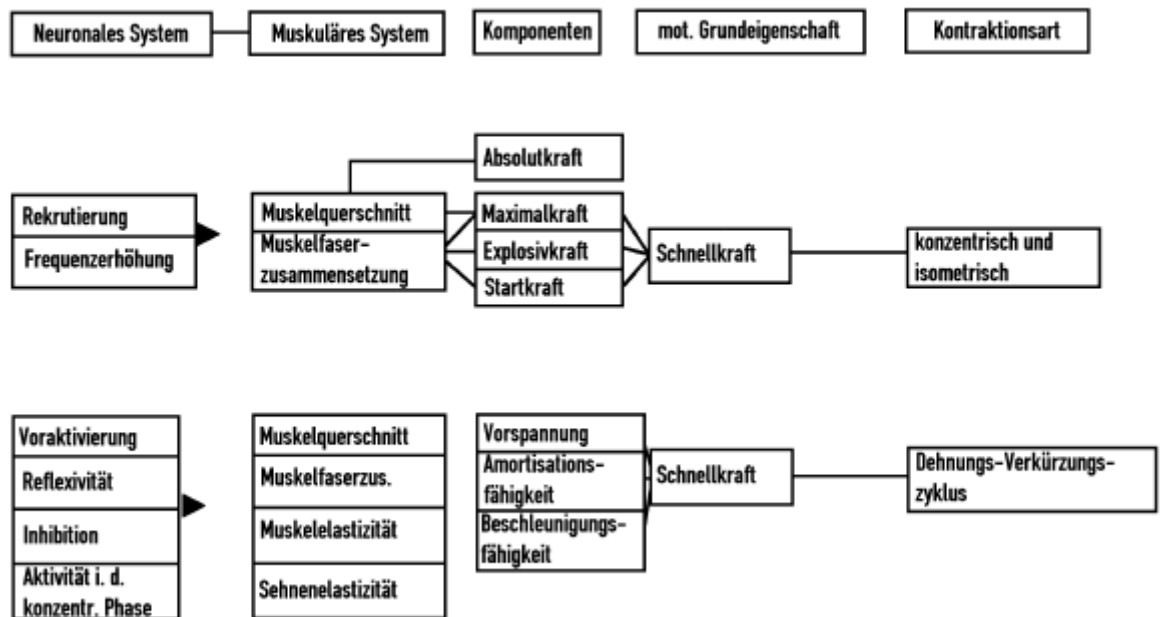 Neuronales System
Muskuläres System
Komponenten
mot. Grundeigenschaft
Kontraktionsart
Absolutkraft
Rekrutierung
Frequenzerhöhung
Muskelquerschnitt
Muskelfaser-
zusammensetzung
Maximalkraft
Explosivkraft
Startkraft
Schnellkraft
konzentrisch und
isometrisch
Voraktivierung
Reflexivität
Inhibition
Aktivität i. d.
konzentr. Phase
Muskelquerschnitt
Muskelfaserzus.
Muskelelastizität
Sehnenelastizität
Vorspannung
Amortisations-
fähigkeit
Beschleunigungs-
fähigkeit
Schnellkraft
Dehnungs-Verkürzungs-
zyklus